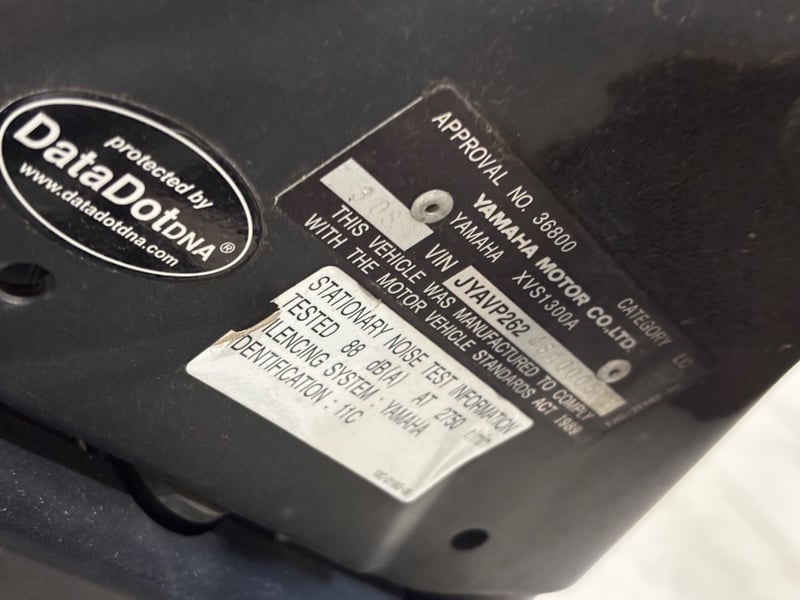 protected by
DataDotDNA®
www.datadotdna.com
APPROVAL NO. 36800
CATEGORY LC
YAMAHA MOTOR CO., LTD.
YAMAHA XVS1300A
VIN JYAVP262
THIS VEHICLE WAS MANUFACTURED TO COMPLY
WITH THE MOTOR VEHICLE STANDARDS ACT 1989
STATIONARY NOISE TEST INFORMATION
TESTED 88 dB(A) AT 2750 r/min
ILENCING SYSTEM : YAMAHA
DENTIFICATION : 11C